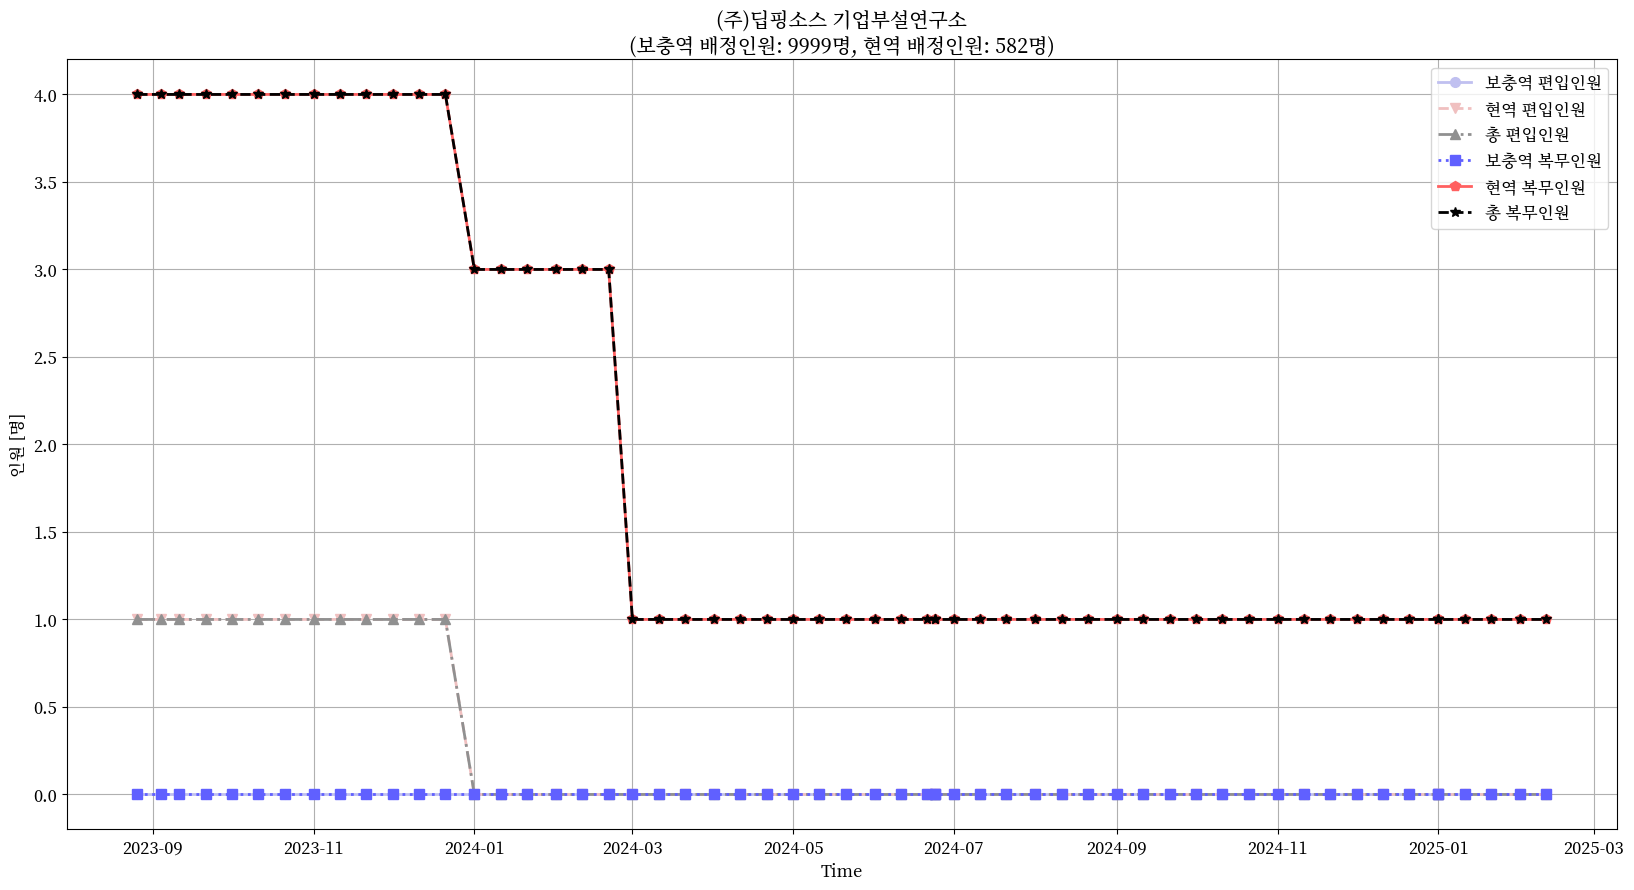 (주)딥핑소스 기업부설연구소
(보충역 배정인원: 9999명, 현역 배정인원: 582명)
보충역 편입인원
현역 편입인원
총 편입인원
보충역 복무인원
현역 복무인원
총 복무인원
인원 [명]
4.0
3.5
3.0
2.5
2.0
1.5
1.0
0.5
0.0
2023-09
2023-11
2024-01
2024-03
2024-05
2024-07
2024-09
2024-11
2025-01
2025-03
Time